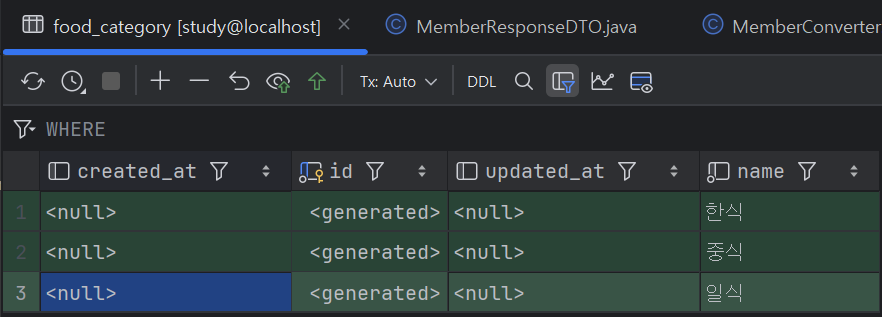 food_category [study@localhost] MemberResponseDTO.java MemberConverter
Tx: Auto DDL
WHERE
created_at id updated_at name
1 <null> <generated> <null> 한식
2 <null> <generated> <null> 중식
3 <null> <generated> <null> 일식